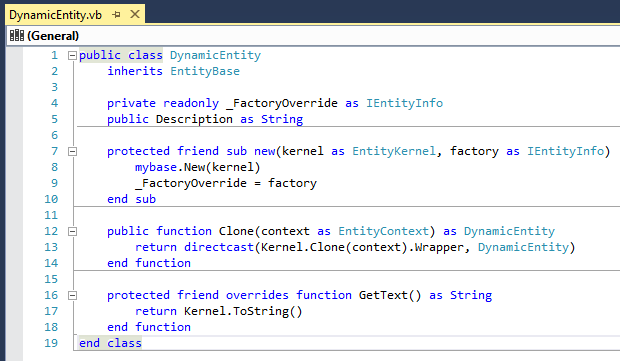 DynamicEntity.vb
(General)
1 public class DynamicEntity
2 inherits EntityBase
3
4 private readonly _FactoryOverride as IEntityInfo
5 public Description as String
6
7 protected friend sub new(kernel as EntityKernel, factory as IEntityInfo)
8 mybase.New(kernel)
9 _FactoryOverride = factory
10 end sub
11
12 public function Clone(context as EntityContext) as DynamicEntity
13 return directcast(Kernel.Clone(context).Wrapper, DynamicEntity)
14 end function
15
16 protected friend overrides function GetText() as String
17 return Kernel.ToString()
18 end function
19 end class